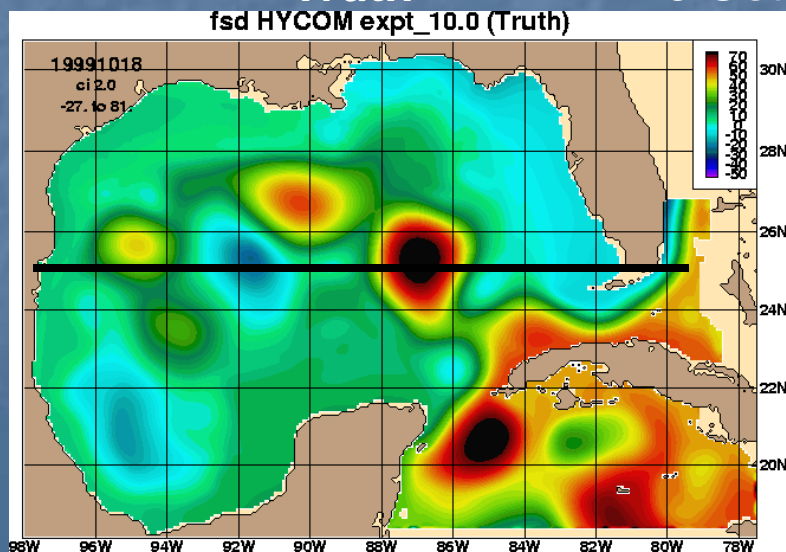 fsd HYCOM expt_10.0 (Truth)
19991018
ci 2.0
-27. to 81.
70
60
50
40
30
20
10
0
-10
-20
-30
-40
-50
30N
28N
26N
24N
22N
20N
98W 96W 94W 92W 90W 88W 86W 84W 82W 80W 78W